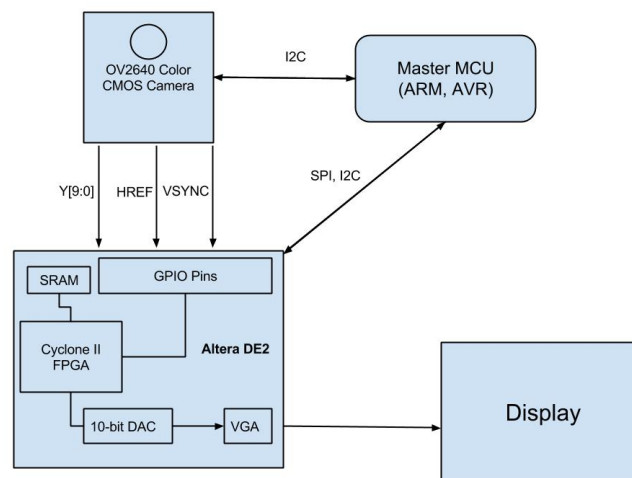 OV2640 Color
CMOS Camera
I2C
Master MCU
(ARM, AVR)
SPI, I2C
Y[9:0]
HREF
VSYNC
SRAM
GPIO Pins
Cyclone II
FPGA
Altera DE2
10-bit DAC
VGA
Display